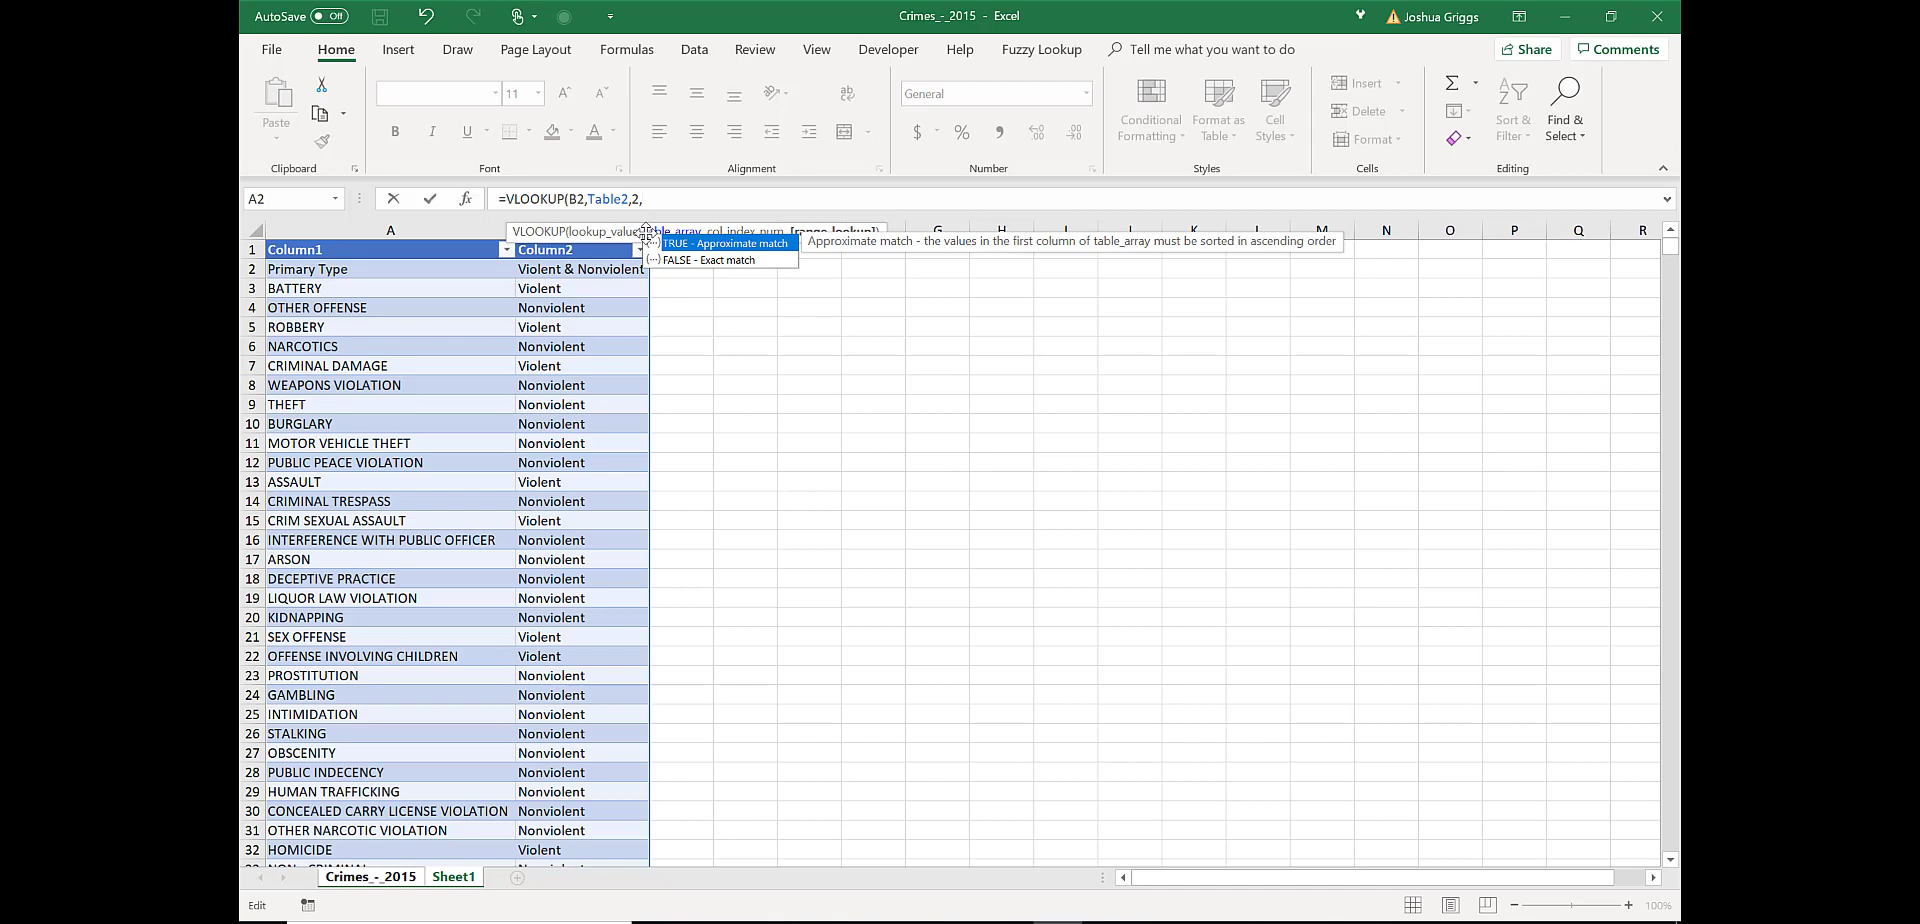 AutoSave Off Crimes_-_2015 - Excel Joshua Griggs
File Home Insert Draw Page Layout Formulas Data Review View Developer Help Fuzzy Lookup Tell me what you want to do Share Comments
Paste
11
General
Conditional Formatting
Format as Table
Cell Styles
Insert
Delete
Format
Sort & Filter
Find & Select
Clipboard Font Alignment Number Styles Cells Editing
A2 =VLOOKUP(B2,Table2,2,
VLOOKUP(lookup_value, table_array, col_index_num, [range_lookup])
TRUE - Approximate match
FALSE - Exact match
Approximate match - the values in the first column of table_array must be sorted in ascending order
A G H I J K L M N O P Q R
1 Column1 Column2
2 Primary Type Violent & Nonviolent
3 BATTERY Violent
4 OTHER OFFENSE Nonviolent
5 ROBBERY Violent
6 NARCOTICS Nonviolent
7 CRIMINAL DAMAGE Violent
8 WEAPONS VIOLATION Nonviolent
9 THEFT Nonviolent
10 BURGLARY Nonviolent
11 MOTOR VEHICLE THEFT Nonviolent
12 PUBLIC PEACE VIOLATION Nonviolent
13 ASSAULT Violent
14 CRIMINAL TRESPASS Nonviolent
15 CRIM SEXUAL ASSAULT Violent
16 INTERFERENCE WITH PUBLIC OFFICER Nonviolent
17 ARSON Nonviolent
18 DECEPTIVE PRACTICE Nonviolent
19 LIQUOR LAW VIOLATION Nonviolent
20 KIDNAPPING Nonviolent
21 SEX OFFENSE Violent
22 OFFENSE INVOLVING CHILDREN Violent
23 PROSTITUTION Nonviolent
24 GAMBLING Nonviolent
25 INTIMIDATION Nonviolent
26 STALKING Nonviolent
27 OBSCENITY Nonviolent
28 PUBLIC INDECENCY Nonviolent
29 HUMAN TRAFFICKING Nonviolent
30 CONCEALED CARRY LICENSE VIOLATION Nonviolent
31 OTHER NARCOTIC VIOLATION Nonviolent
32 HOMICIDE Violent
Crimes_-_2015 Sheet1
Edit 100%